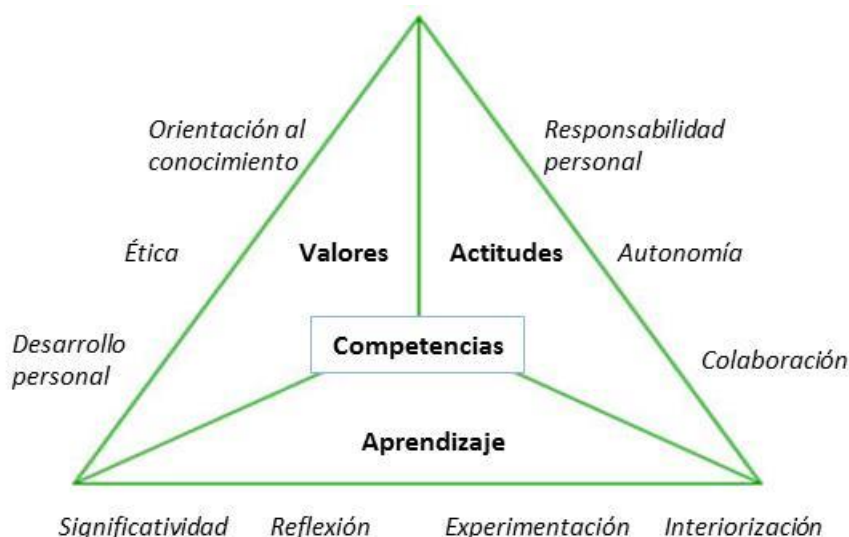 Orientación al
conocimiento
Responsabilidad
personal
Ética
Valores
Actitudes
Autonomía
Desarrollo
personal
Competencias
Colaboración
Aprendizaje
Significatividad
Reflexión
Experimentación
Interiorización